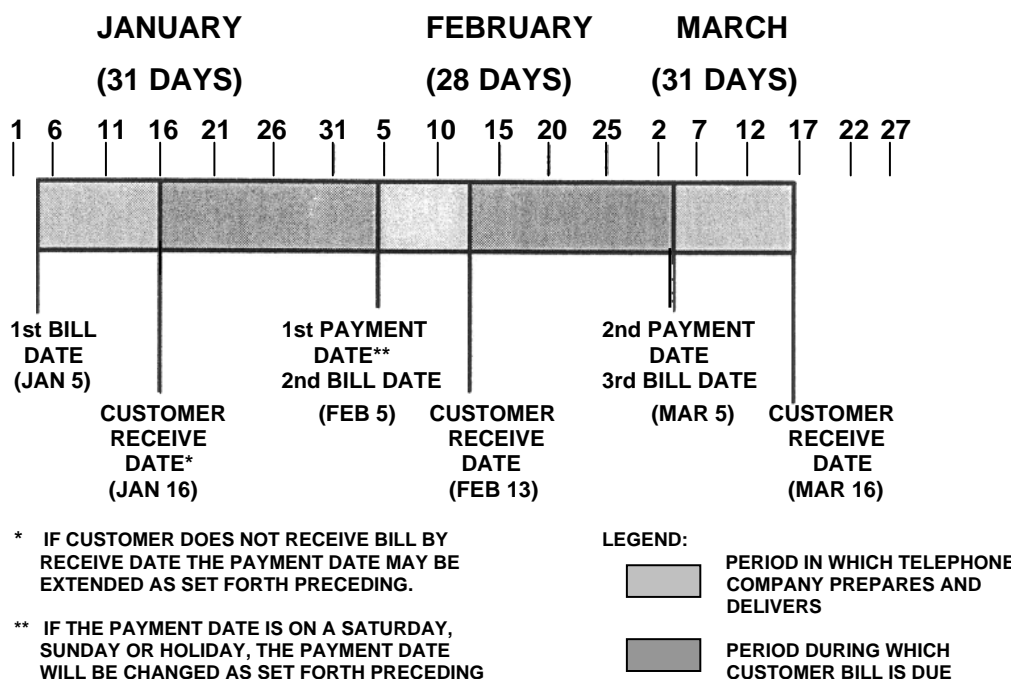 JANUARY FEBRUARY MARCH
(31 DAYS) (28 DAYS) (31 DAYS)
1 6 11 16 21 26 31 5 10 15 20 25 2 7 12 17 22 27
1st BILL
DATE
(JAN 5)
1st PAYMENT
DATE**
2nd BILL DATE
(FEB 5)
2nd PAYMENT
DATE
3rd BILL DATE
(MAR 5)
CUSTOMER
RECEIVE
DATE*
(JAN 16)
CUSTOMER
RECEIVE
DATE
(FEB 13)
CUSTOMER
RECEIVE
DATE
(MAR 16)
* IF CUSTOMER DOES NOT RECEIVE BILL BY
RECEIVE DATE THE PAYMENT DATE MAY BE
EXTENDED AS SET FORTH PRECEDING.
** IF THE PAYMENT DATE IS ON A SATURDAY,
SUNDAY OR HOLIDAY, THE PAYMENT DATE
WILL BE CHANGED AS SET FORTH PRECEDING
LEGEND:
PERIOD IN WHICH TELEPHONE
COMPANY PREPARES AND
DELIVERS
PERIOD DURING WHICH
CUSTOMER BILL IS DUE